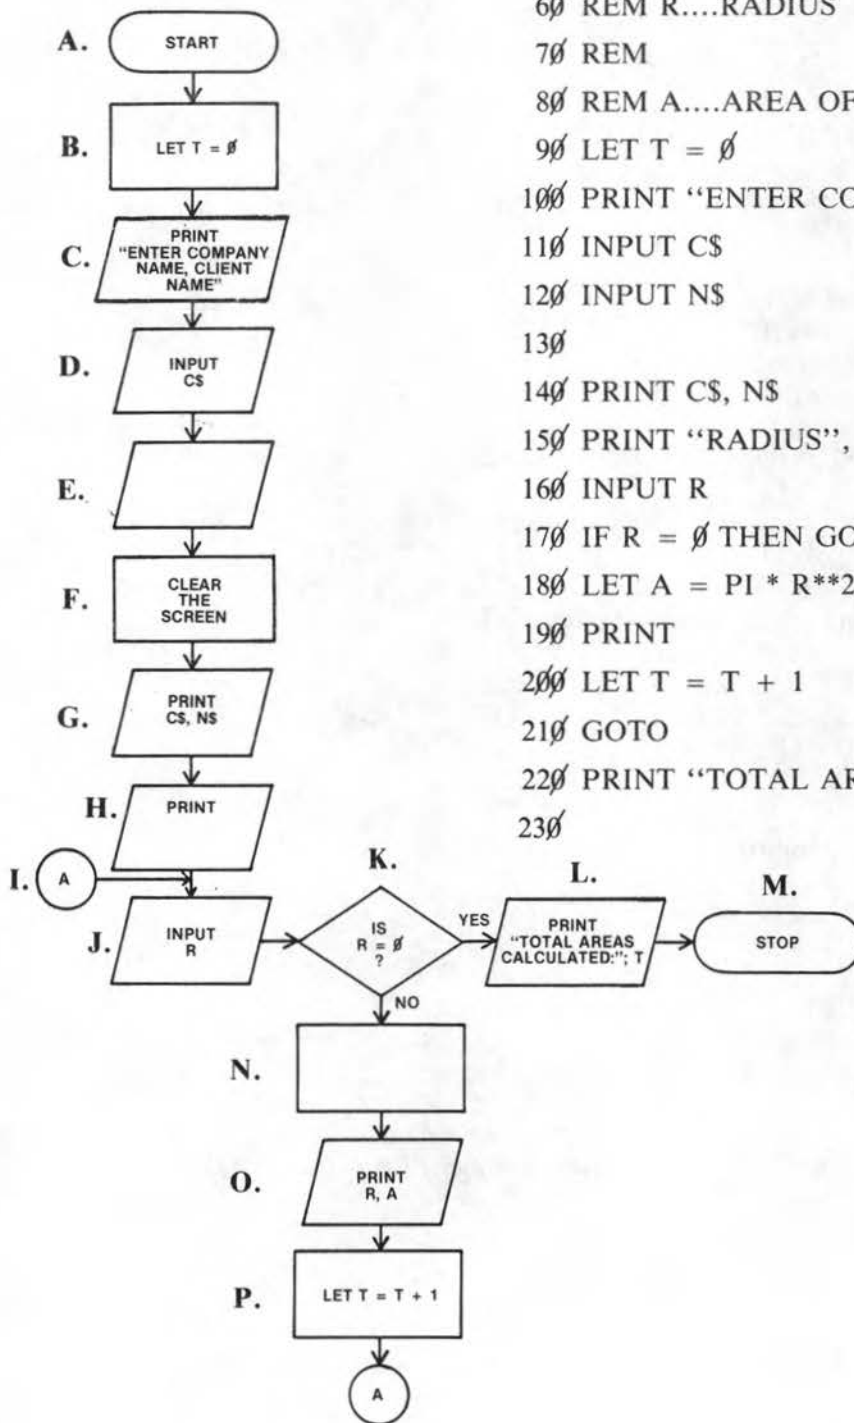 A. START
B. LET T = Ø
C. PRINT
"ENTER COMPANY
NAME, CLIENT
NAME"
D. INPUT
C$
E.
F. CLEAR
THE
SCREEN
G. PRINT
C$, N$
H. PRINT
I. A
J. INPUT
R
K.
IS
R = Ø
?
YES
NO
L.
PRINT
"TOTAL AREAS
CALCULATED:"; T
M.
STOP
N.
O. PRINT
R, A
P. LET T = T + 1
A
6Ø REM R....RADIUS
7Ø REM
8Ø REM A....AREA OF
9Ø LET T = Ø
1ØØ PRINT “ENTER CO
11Ø INPUT C$
12Ø INPUT N$
13Ø
14Ø PRINT C$, N$
15Ø PRINT “RADIUS”,
16Ø INPUT R
17Ø IF R = Ø THEN GO
18Ø LET A = PI * R**2
19Ø PRINT
2ØØ LET T = T + 1
21Ø GOTO
22Ø PRINT “TOTAL AR
23Ø